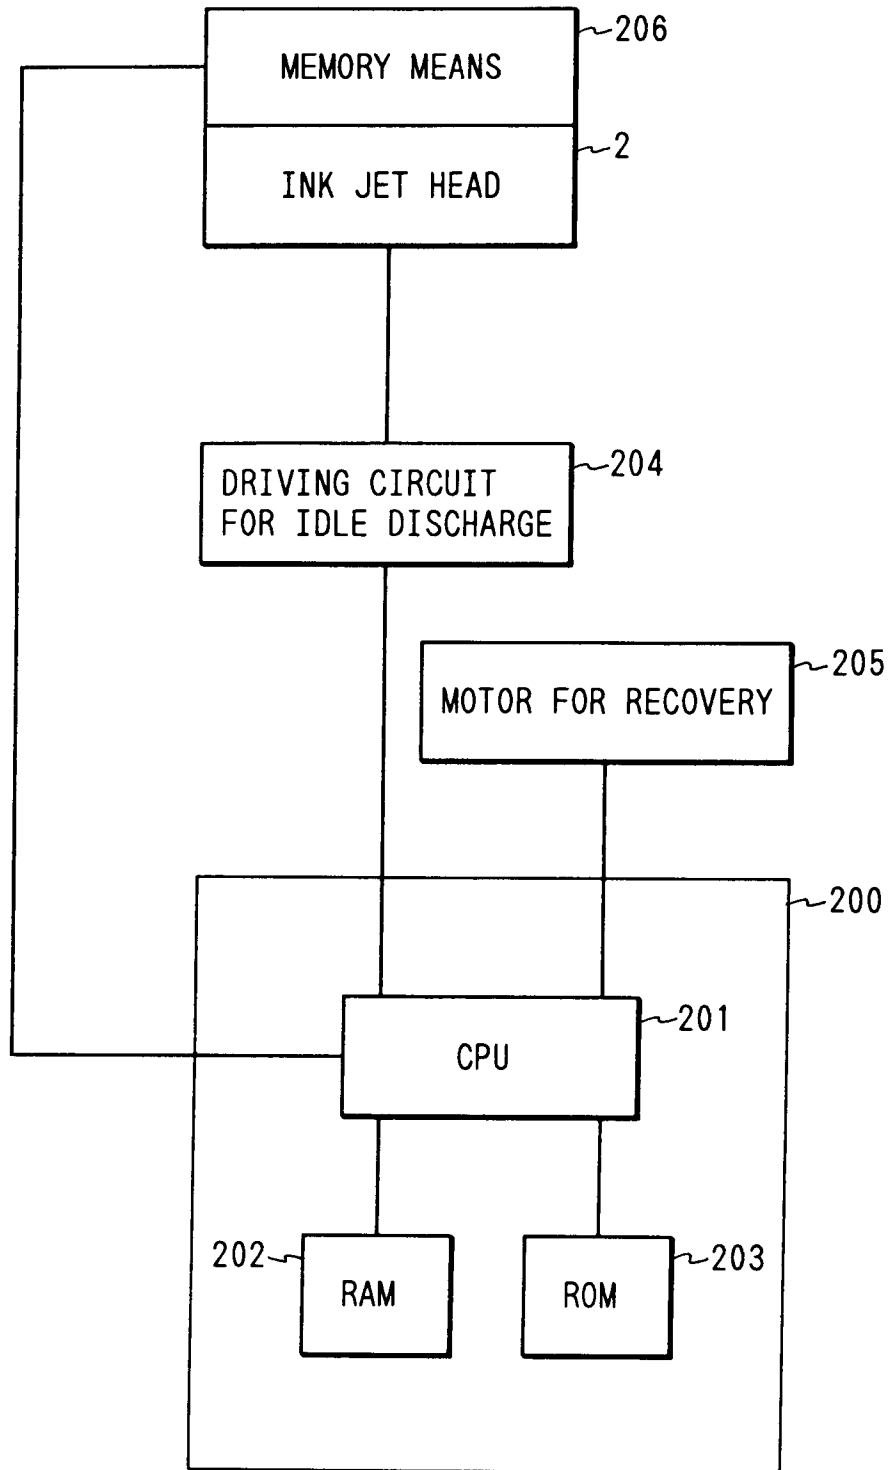 206
MEMORY MEANS
2
INK JET HEAD
204
DRIVING CIRCUIT
FOR IDLE DISCHARGE
205
MOTOR FOR RECOVERY
200
201
CPU
202
RAM
203
ROM